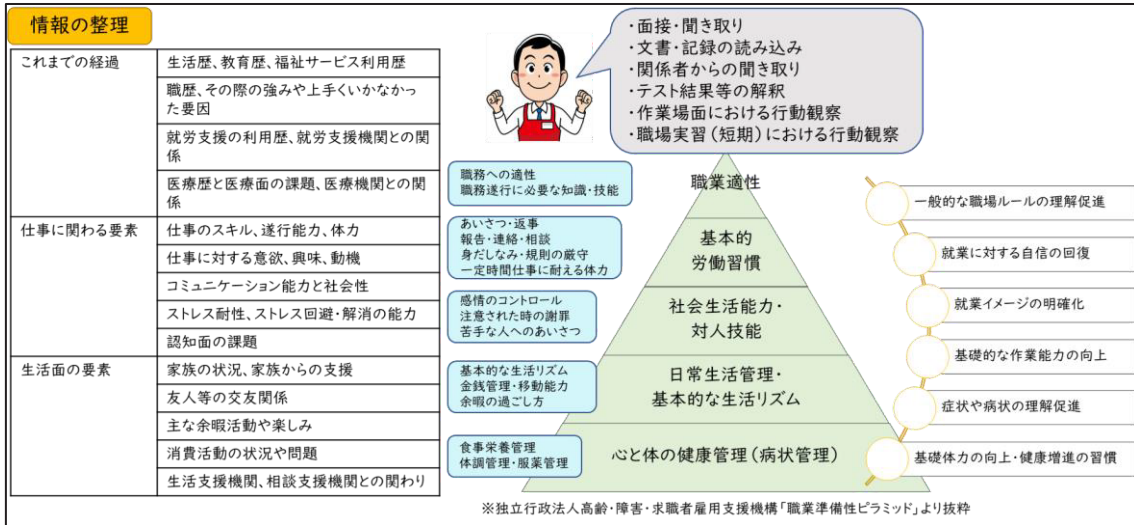 情報の整理
これまでの経過
生活歴、教育歴、福祉サービス利用歴
職歴、その際の強みや上手くいかなかっ
た要因
就労支援の利用歴、就労支援機関との関
係
医療歴と医療面の課題、医療機関との関
係
仕事に関わる要素
仕事のスキル、遂行能力、体力
仕事に対する意欲、興味、動機
コミュニケーション能力と社会性
ストレス耐性、ストレス回避・解消の能力
認知面の課題
生活面の要素
家族の状況、家族からの支援
友人等の交友関係
主な余暇活動や楽しみ
消費活動の状況や問題
生活支援機関、相談支援機関との関わり
・面接・聞き取り
・文書・記録の読み込み
・関係者からの聞き取り
・テスト結果等の解釈
・作業場面における行動観察
・職場実習(短期)における行動観察
職務への適性
職務遂行に必要な知識・技能
あいさつ・返事
報告・連絡・相談
身だしなみ・規則の厳守
一定時間仕事に耐える体力
感情のコントロール
注意された時の謝罪
苦手な人へのあいさつ
基本的な生活リズム
金銭管理・移動能力
余暇の過ごし方
食事栄養管理
体調管理・服薬管理
職業適性
基本的
労働習慣
社会生活能力・
対人技能
日常生活管理・
基本的な生活リズム
心と体の健康管理(病状管理)
一般的な職場ルールの理解促進
就業に対する自信の回復
就業イメージの明確化
基礎的な作業能力の向上
症状や病状の理解促進
基礎体力の向上・健康増進の習慣
※独立行政法人高齢・障害・求職者雇用支援機構「職業準備性ピラミッド」より抜粋